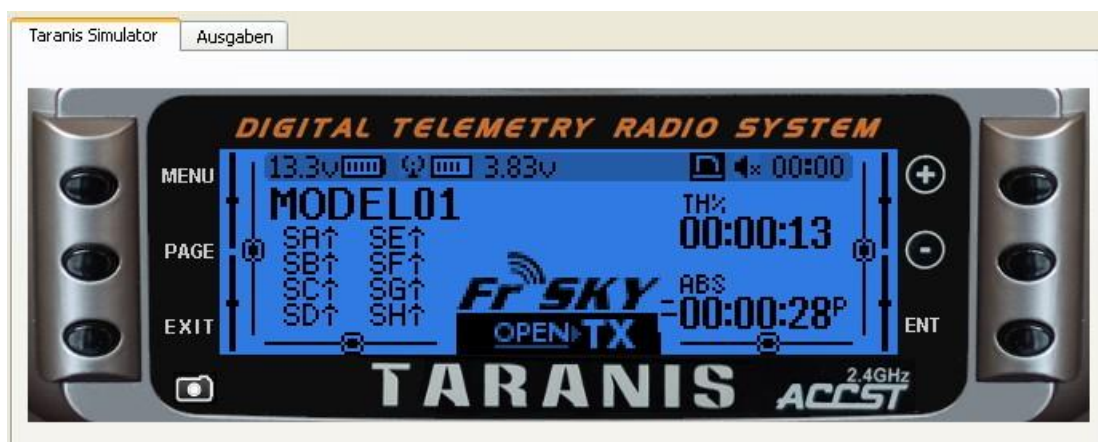 Taranis Simulator Ausgaben
DIGITAL TELEMETRY RADIO SYSTEM
MENU
PAGE
EXIT
13.3v 3.83v 00:00
MODEL01
SA↑ SE↑
SB↑ SF↑
SC↑ SG↑
SD↑ SH↑
TH%
00:00:13
ABS
-00:00:28P
FrSKY
OPENTX
+
-
ENT
TARANIS
2.4GHz
ACCST